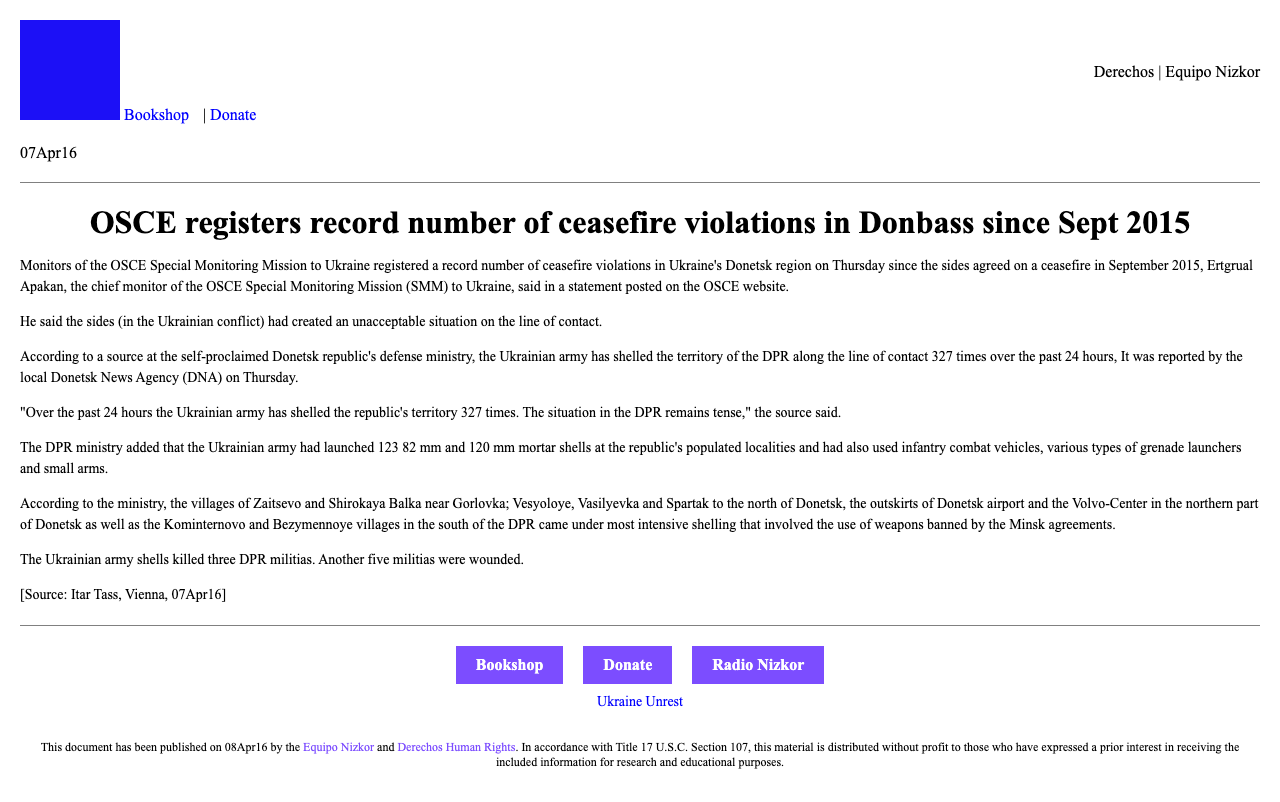 Derechos | Equipo Nizkor
Bookshop | Donate
07Apr16
OSCE registers record number of ceasefire violations in Donbass since Sept 2015
Monitors of the OSCE Special Monitoring Mission to Ukraine registered a record number of ceasefire violations in Ukraine's Donetsk region on Thursday since the sides agreed on a ceasefire in September 2015, Ertgrual
Apakan, the chief monitor of the OSCE Special Monitoring Mission (SMM) to Ukraine, said in a statement posted on the OSCE website.
He said the sides (in the Ukrainian conflict) had created an unacceptable situation on the line of contact.
According to a source at the self-proclaimed Donetsk republic's defense ministry, the Ukrainian army has shelled the territory of the DPR along the line of contact 327 times over the past 24 hours, It was reported by the
local Donetsk News Agency (DNA) on Thursday.
"Over the past 24 hours the Ukrainian army has shelled the republic's territory 327 times. The situation in the DPR remains tense," the source said.
The DPR ministry added that the Ukrainian army had launched 123 82 mm and 120 mm mortar shells at the republic's populated localities and had also used infantry combat vehicles, various types of grenade launchers
and small arms.
According to the ministry, the villages of Zaitsevo and Shirokaya Balka near Gorlovka; Vesyoloye, Vasilyevka and Spartak to the north of Donetsk, the outskirts of Donetsk airport and the Volvo-Center in the northern part
of Donetsk as well as the Kominternovo and Bezymennoye villages in the south of the DPR came under most intensive shelling that involved the use of weapons banned by the Minsk agreements.
The Ukrainian army shells killed three DPR militias. Another five militias were wounded.
[Source: Itar Tass, Vienna, 07Apr16]
Bookshop Donate Radio Nizkor
Ukraine Unrest
This document has been published on 08Apr16 by the Equipo Nizkor and Derechos Human Rights. In accordance with Title 17 U.S.C. Section 107, this material is distributed without profit to those who have expressed a prior interest in receiving the
included information for research and educational purposes.